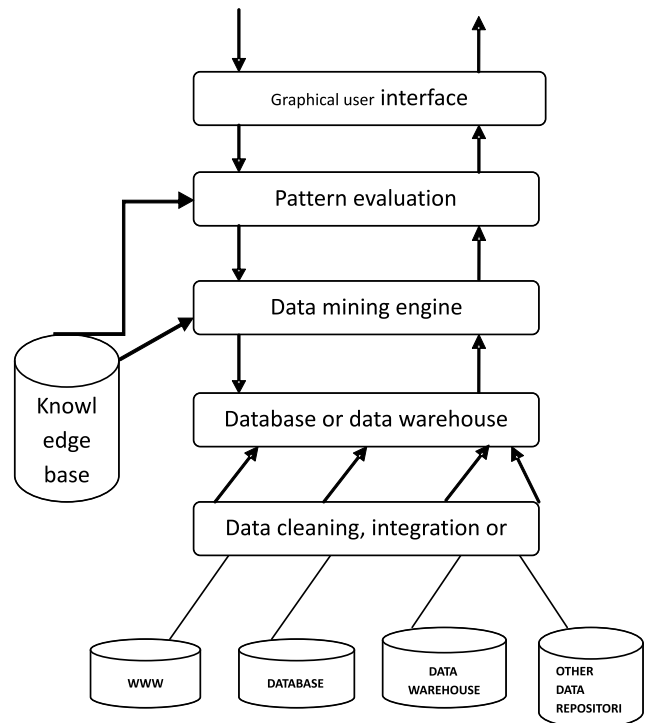 Graphical user interface
Pattern evaluation
Data mining engine
Knowl
edge
base
Database or data warehouse
Data cleaning, integration or
WWW
DATABASE
DATA
WAREHOUSE
OTHER
DATA
REPOSITORI